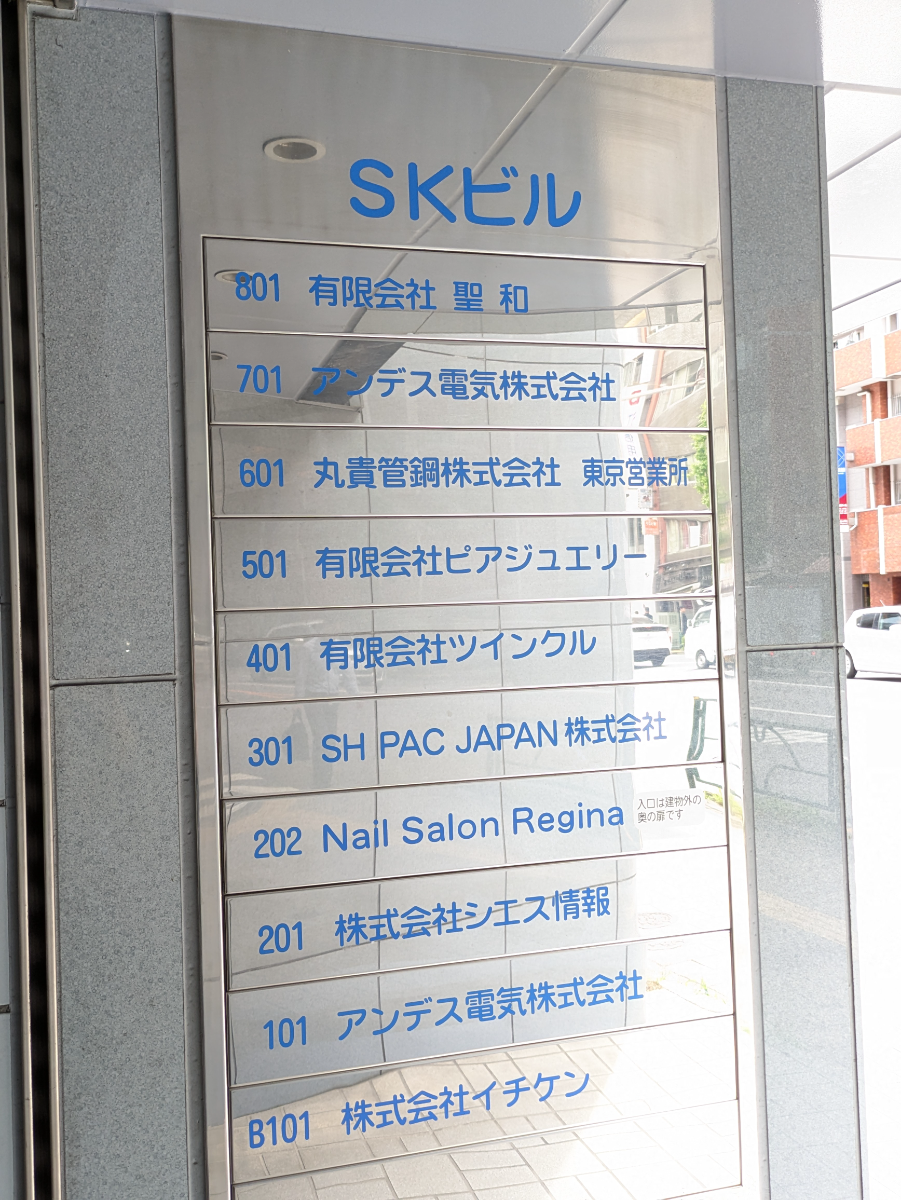 SKビル
801 有限会社 聖 和
701 アンデス電気株式会社
601 丸貴管鋼株式会社 東京営業所
501 有限会社ピアジュエリー
401 有限会社ツインクル
301 SH PAC JAPAN株式会社
202 Nail Salon Regina 入口は建物外の
奥の扉です
201 株式会社シエス情報
101 アンデス電気株式会社
B101 株式会社イチケン